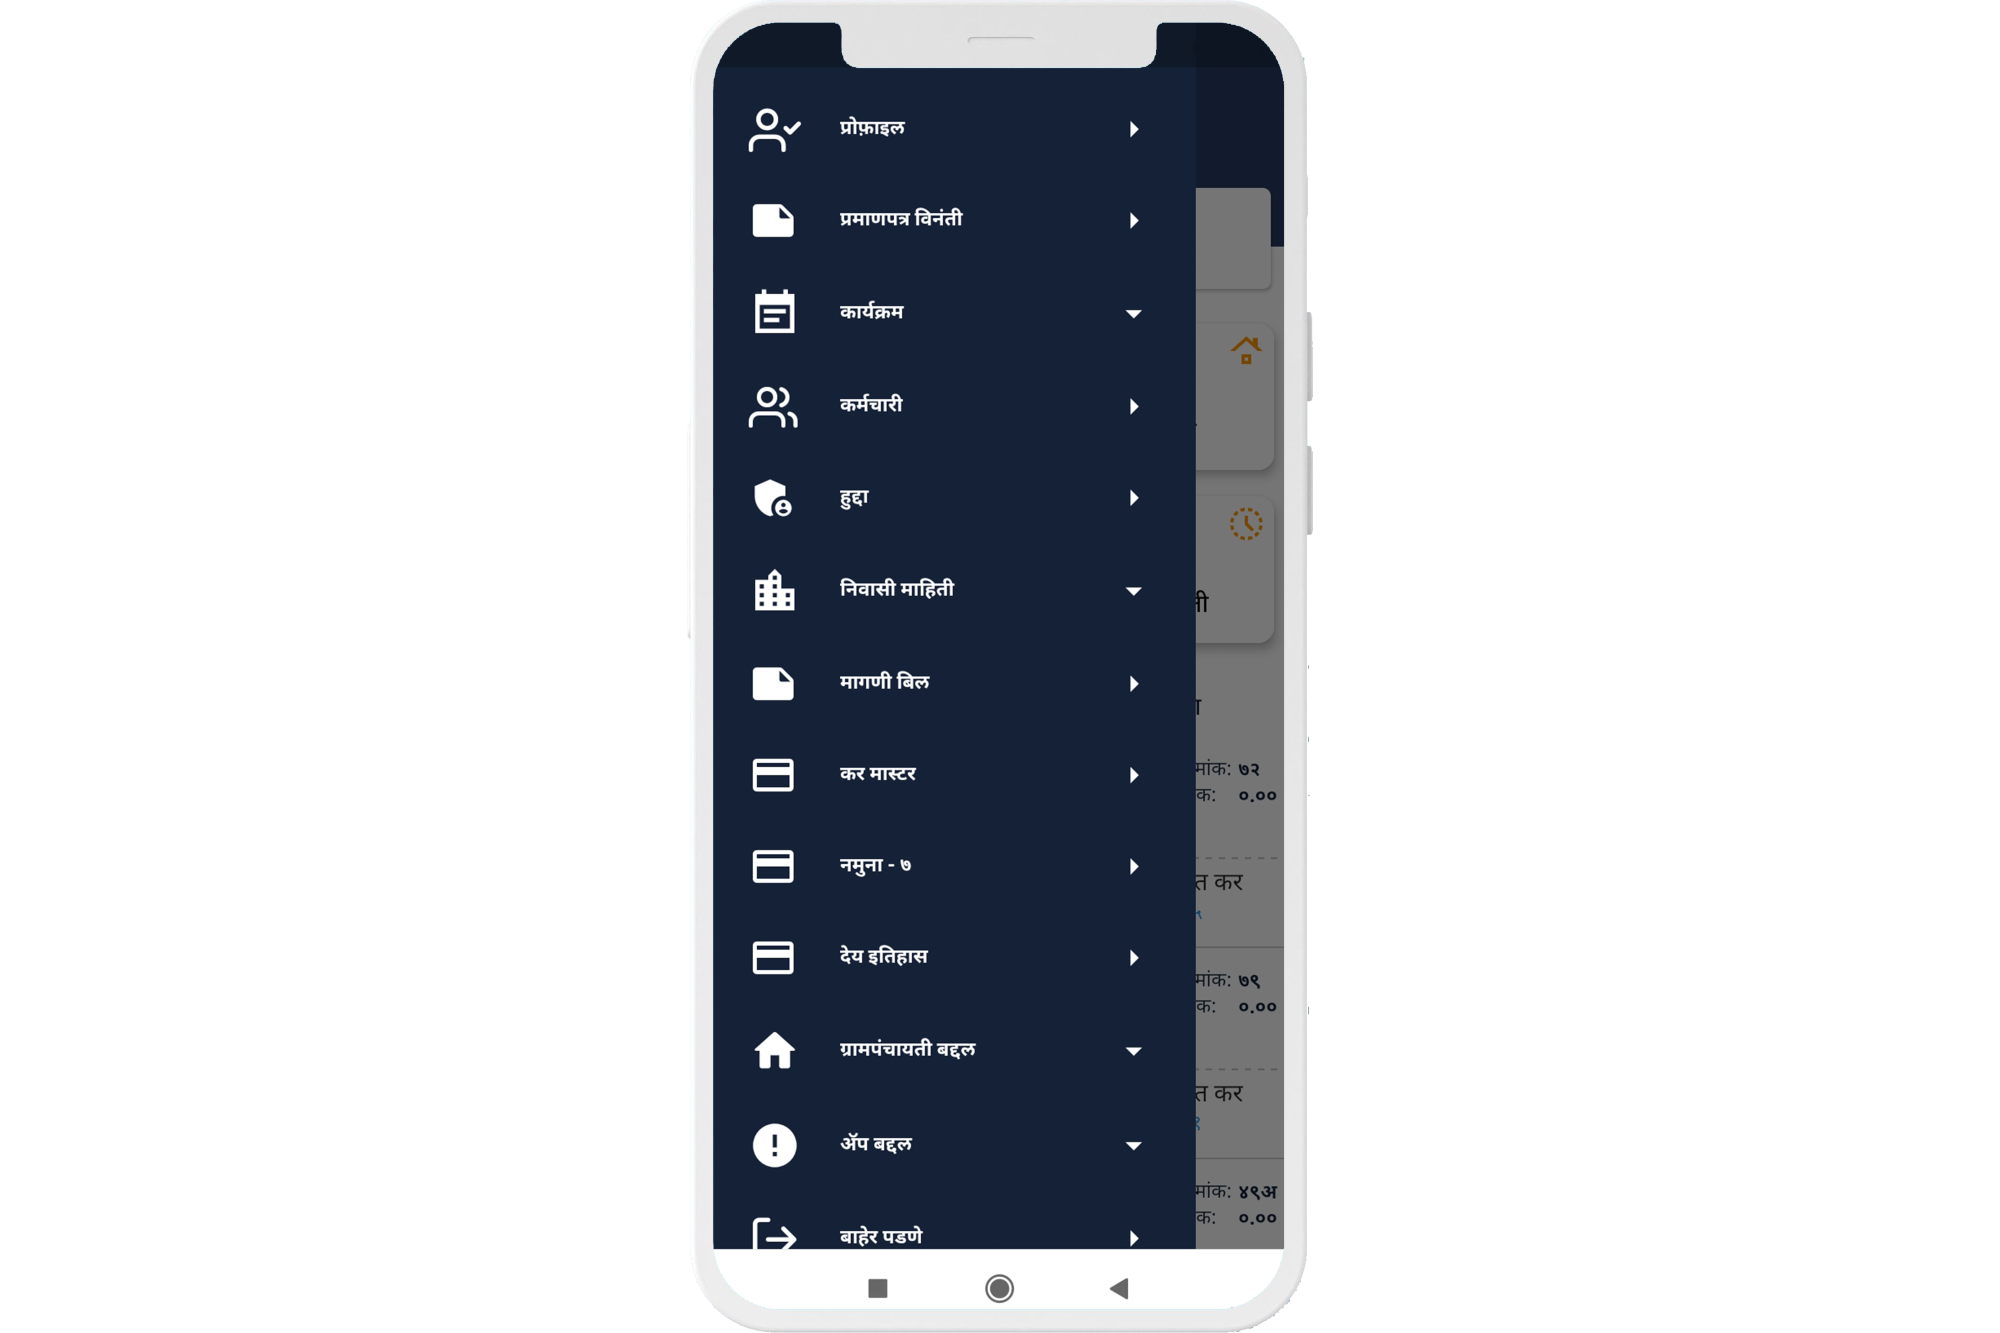 प्रोफ़ाइल
प्रमाणपत्र विनंती
कार्यक्रम
कर्मचारी
हुद्दा
निवासी माहिती
मागणी बिल
कर मास्टर
नमुना - ७
देय इतिहास
ग्रामपंचायती बद्दल
ॲप बद्दल
बाहेर पडणे
मांक: ७२
क: ०.००
त कर
मांक: ७९
क: ०.००
त कर
मांक: ४९अ
क: ०.००